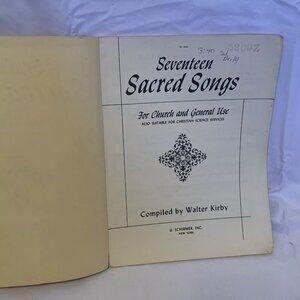 Seventeen
Sacred Songs
For Church and General Use
ALSO SUITABLE FOR CHRISTIAN SCIENCE SERVICES
Compiled by Walter Kirby
G. SCHIRMER, INC.
NEW YORK